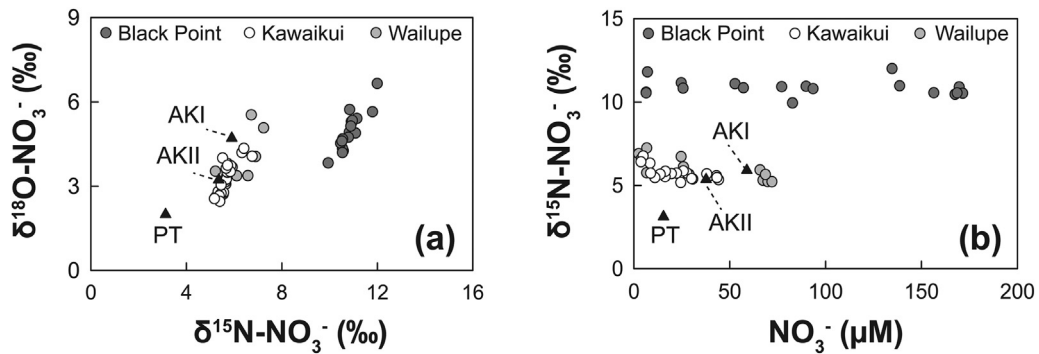 9
6
3
0
δ¹⁸O-NO₃⁻ (‰)
Black Point Kawaikui Wailupe
AKI
AKII
PT
(a)
0 4 8 12 16
δ¹⁵N-NO₃⁻ (‰)
15
10
5
0
δ¹⁵N-NO₃⁻ (‰)
Black Point Kawaikui Wailupe
AKI
AKII
PT
(b)
0 50 100 150 200
NO₃⁻ (µM)